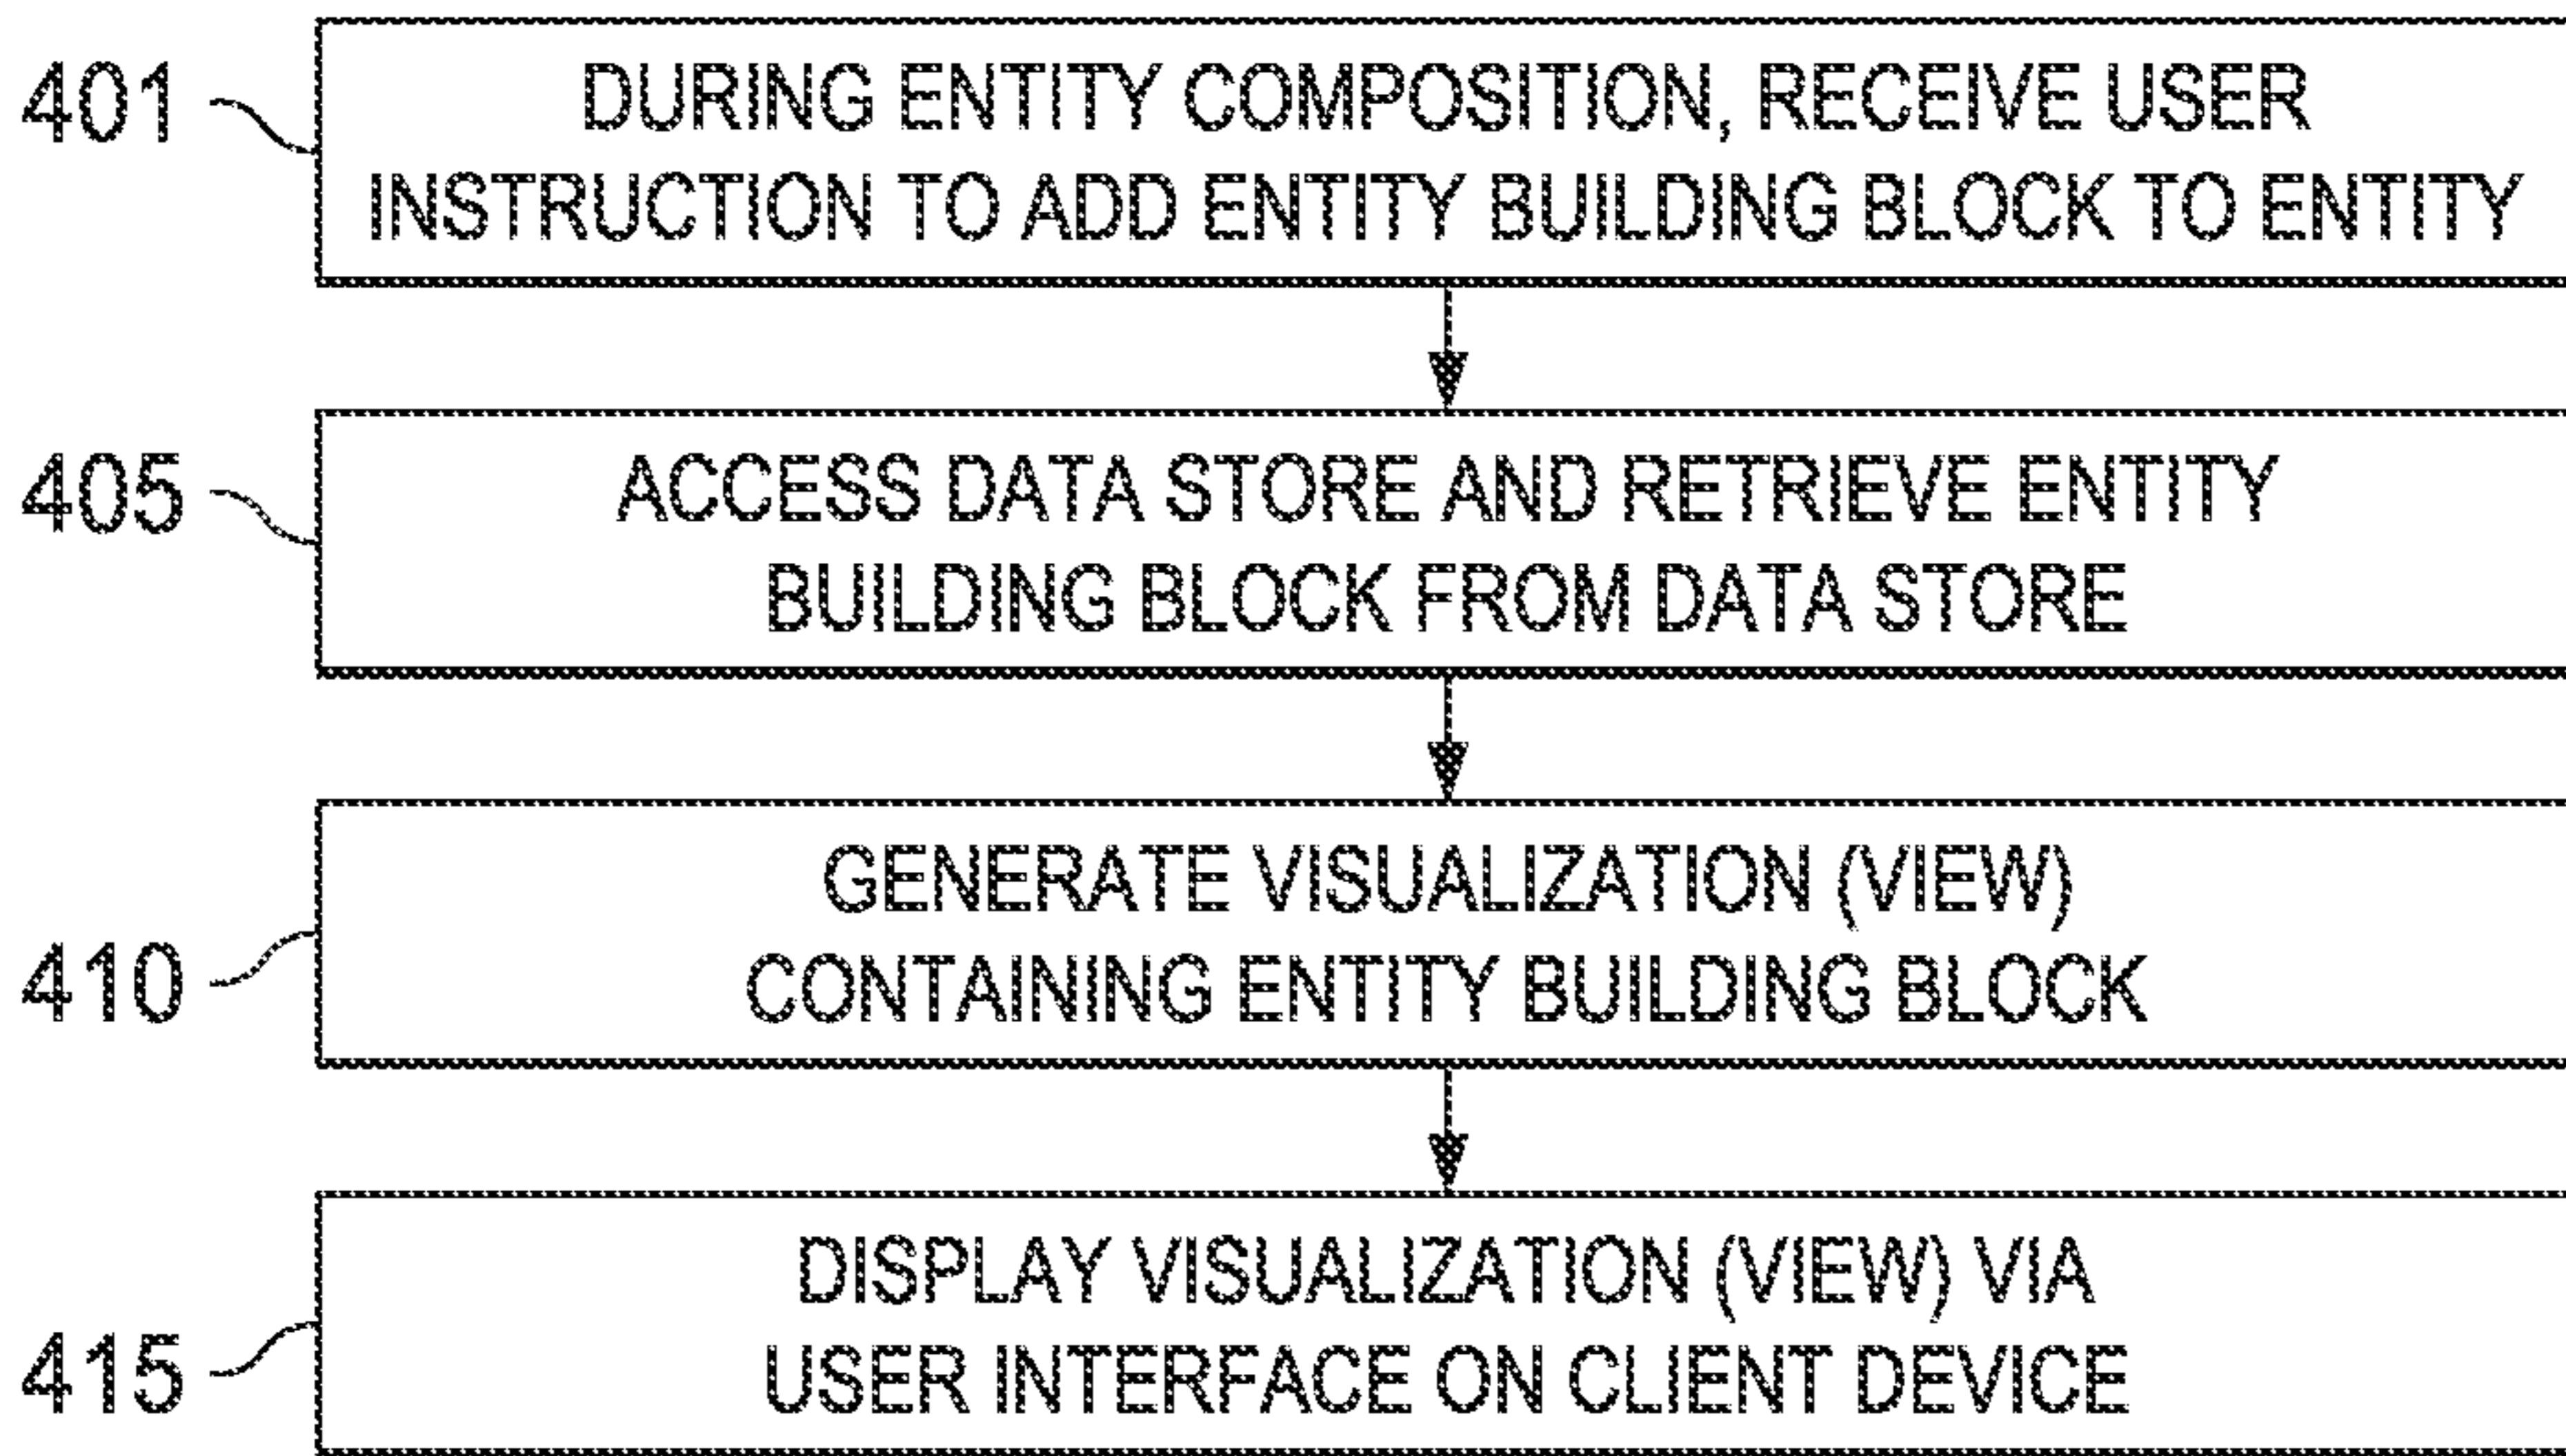 401
DURING ENTITY COMPOSITION, RECEIVE USER
INSTRUCTION TO ADD ENTITY BUILDING BLOCK TO ENTITY
405
ACCESS DATA STORE AND RETRIEVE ENTITY
BUILDING BLOCK FROM DATA STORE
410
GENERATE VISUALIZATION (VIEW)
CONTAINING ENTITY BUILDING BLOCK
415
DISPLAY VISUALIZATION (VIEW) VIA
USER INTERFACE ON CLIENT DEVICE